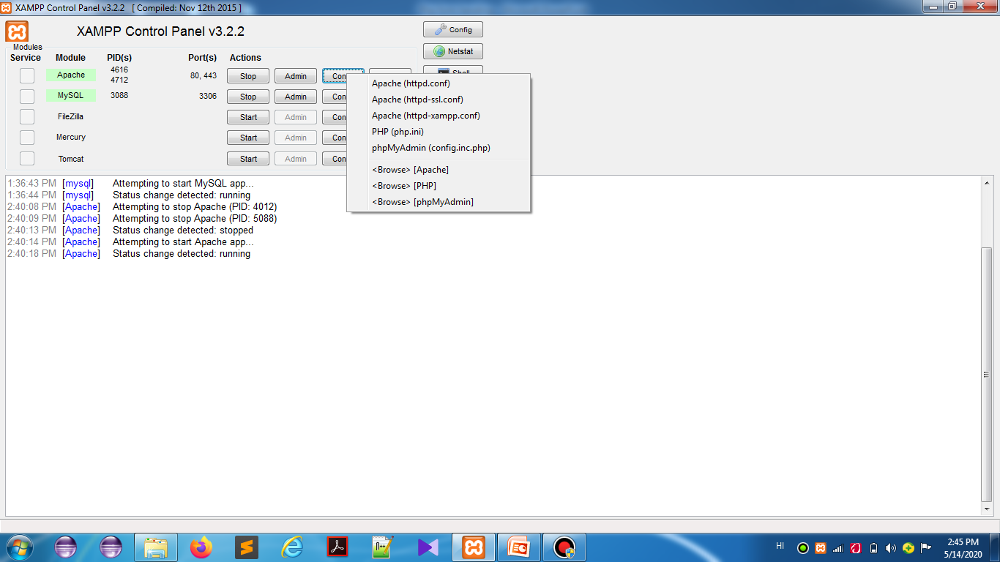 XAMPP Control Panel v3.2.2 [ Compiled: Nov 12th 2015 ]
XAMPP Control Panel v3.2.2
Config
Netstat
Shell
Modules
Service Module PID(s) Port(s) Actions
Apache 4616 80, 443 Stop Admin
4712
MySQL 3088 3306 Stop Admin Con
FileZilla Start Admin Con
Mercury Start Admin Con
Tomcat Start Admin Con
Apache (httpd.conf)
Apache (httpd-ssl.conf)
Apache (httpd-xampp.conf)
PHP (php.ini)
phpMyAdmin (config.inc.php)
<Browse> [Apache]
<Browse> [PHP]
<Browse> [phpMyAdmin]
1:36:43 PM [mysql] Attempting to start MySQL app...
1:36:44 PM [mysql] Status change detected: running
2:40:08 PM [Apache] Attempting to stop Apache (PID: 4012)
2:40:09 PM [Apache] Attempting to stop Apache (PID: 5088)
2:40:13 PM [Apache] Status change detected: stopped
2:40:14 PM [Apache] Attempting to start Apache app...
2:40:18 PM [Apache] Status change detected: running
HI
2:45 PM
5/14/2020